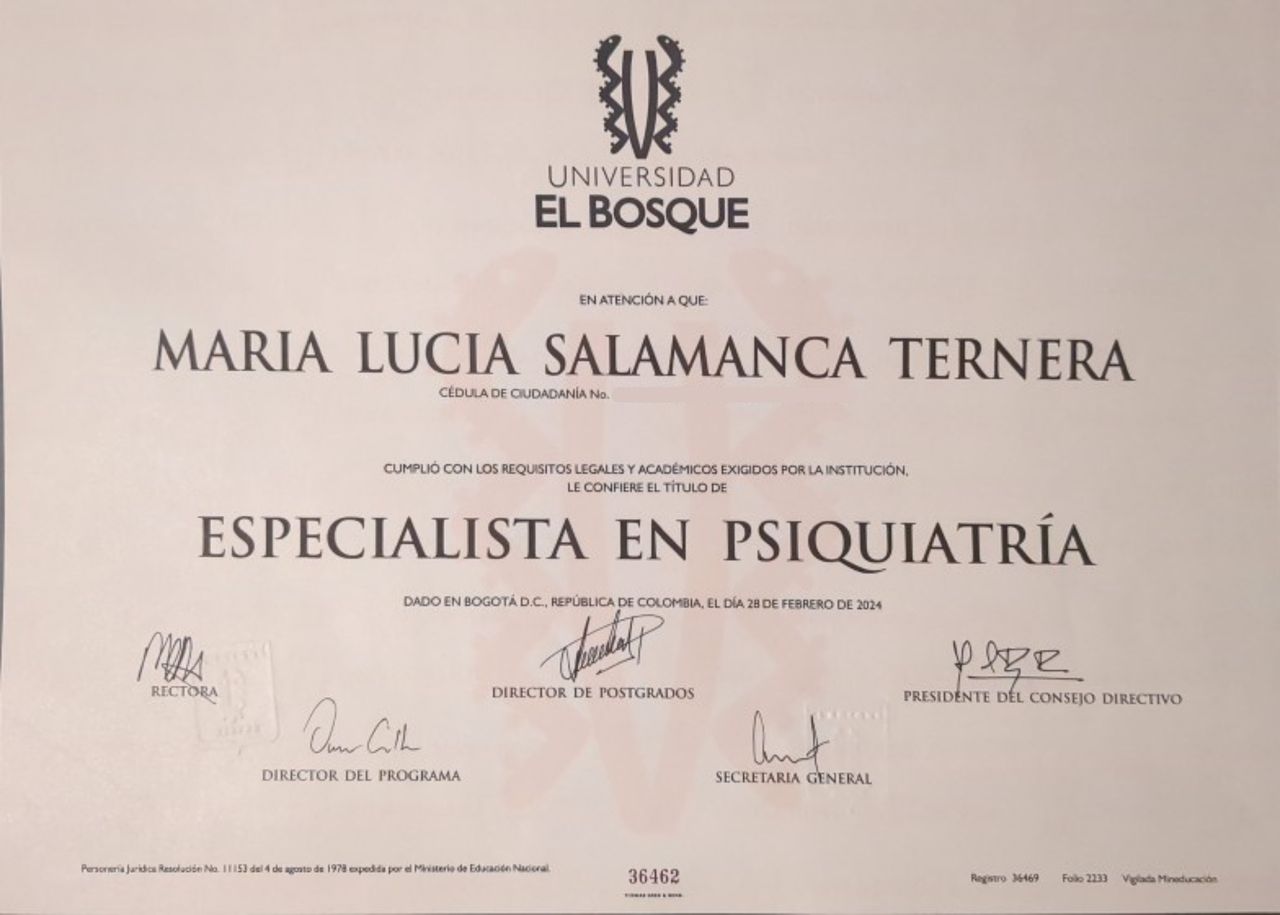 UNIVERSIDAD
EL BOSQUE
EN ATENCIÓN A QUE:
MARIA LUCIA SALAMANCA TERNERA
CÉDULA DE CIUDADANÍA No.
CUMPLIÓ CON LOS REQUISITOS LEGALES Y ACADÉMICOS EXIGIDOS POR LA INSTITUCIÓN,
LE CONFIERE EL TÍTULO DE
ESPECIALISTA EN PSIQUIATRÍA
DADO EN BOGOTÁ D.C., REPÚBLICA DE COLOMBIA, EL DÍA 28 DE FEBRERO DE 2024
RECTORA
DIRECTOR DE POSTGRADOS
PRESIDENTE DEL CONSEJO DIRECTIVO
DIRECTOR DEL PROGRAMA
SECRETARIA GENERAL
Personería Jurídica Resolución No. 11153 del 4 de agosto de 1978 expedida por el Ministerio de Educación Nacional.
36462
Registro 36469 Folio 2233 Vigilada Mineducación